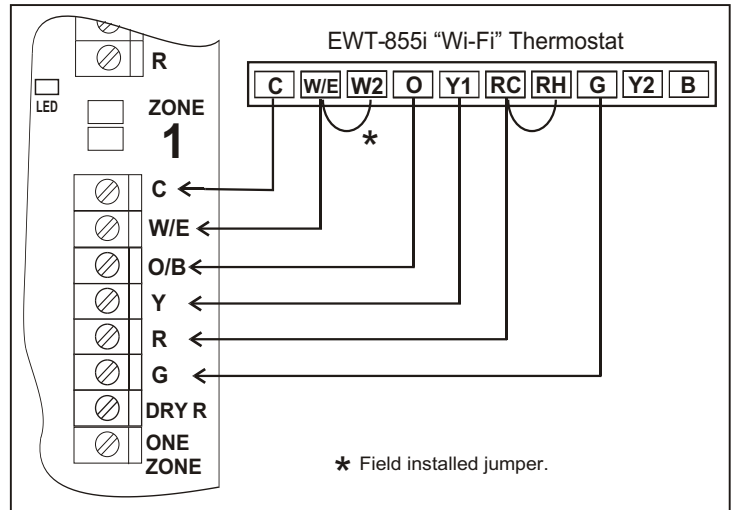 EWT-855i “Wi-Fi” Thermostat
C W/E W2 O Y1 RC RH G Y2 B
*
R
LED
ZONE
1
C
W/E
O/B
Y
R
G
DRY R
ONE
ZONE
* Field installed jumper.